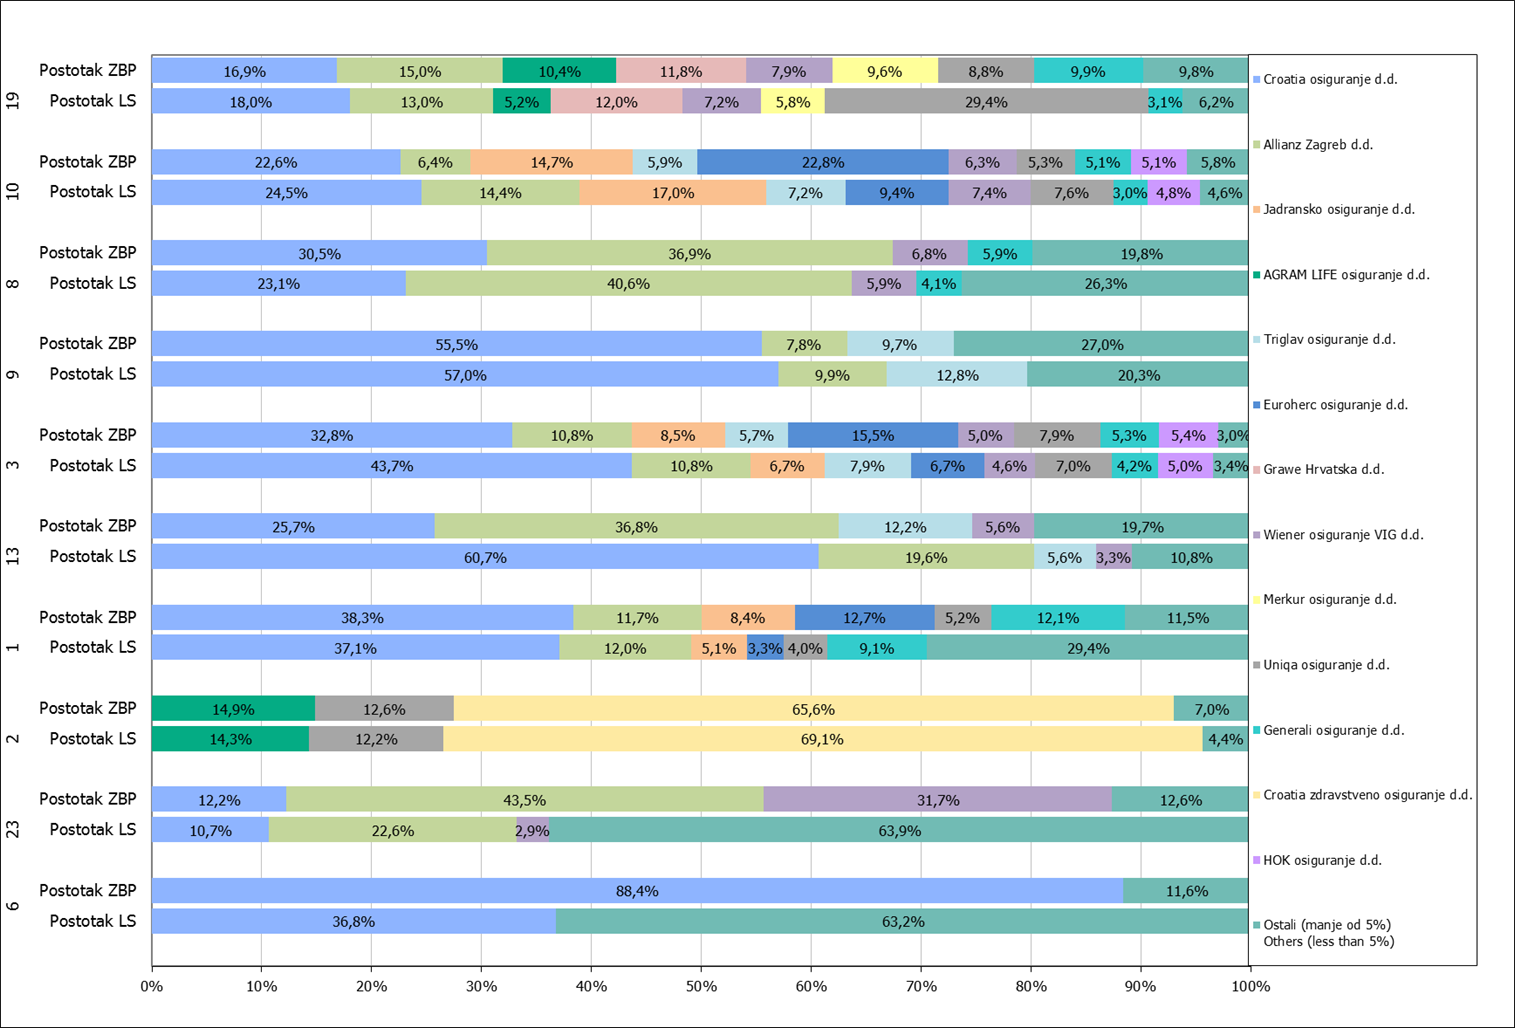 19
Postotak ZBP 16,9% 15,0% 10,4% 11,8% 7,9% 9,6% 8,8% 9,9% 9,8%
Postotak LS 18,0% 13,0% 5,2% 12,0% 7,2% 5,8% 29,4% 3,1% 6,2%
10
Postotak ZBP 22,6% 6,4% 14,7% 5,9% 22,8% 6,3% 5,3% 5,1% 5,1% 5,8%
Postotak LS 24,5% 14,4% 17,0% 7,2% 9,4% 7,4% 7,6% 3,0% 4,8% 4,6%
8
Postotak ZBP 30,5% 36,9% 6,8% 5,9% 19,8%
Postotak LS 23,1% 40,6% 5,9% 4,1% 26,3%
9
Postotak ZBP 55,5% 7,8% 9,7% 27,0%
Postotak LS 57,0% 9,9% 12,8% 20,3%
3
Postotak ZBP 32,8% 10,8% 8,5% 5,7% 15,5% 5,0% 7,9% 5,3% 5,4% 3,0%
Postotak LS 43,7% 10,8% 6,7% 7,9% 6,7% 4,6% 7,0% 4,2% 5,0% 3,4%
13
Postotak ZBP 25,7% 36,8% 12,2% 5,6% 19,7%
Postotak LS 60,7% 19,6% 5,6% 3,3% 10,8%
1
Postotak ZBP 38,3% 11,7% 8,4% 12,7% 5,2% 12,1% 11,5%
Postotak LS 37,1% 12,0% 5,1% 3,3% 4,0% 9,1% 29,4%
2
Postotak ZBP 14,9% 12,6% 65,6% 7,0%
Postotak LS 14,3% 12,2% 69,1% 4,4%
23
Postotak ZBP 12,2% 43,5% 31,7% 12,6%
Postotak LS 10,7% 22,6% 2,9% 63,9%
6
Postotak ZBP 88,4% 11,6%
Postotak LS 36,8% 63,2%
0% 10% 20% 30% 40% 50% 60% 70% 80% 90% 100%
Croatia osiguranje d.d.
Allianz Zagreb d.d.
Jadransko osiguranje d.d.
AGRAM LIFE osiguranje d.d.
Triglav osiguranje d.d.
Euroherc osiguranje d.d.
Grawe Hrvatska d.d.
Wiener osiguranje VIG d.d.
Merkur osiguranje d.d.
Uniqa osiguranje d.d.
Generali osiguranje d.d.
Croatia zdravstveno osiguranje d.d.
HOK osiguranje d.d.
Ostali (manje od 5%)
Others (less than 5%)